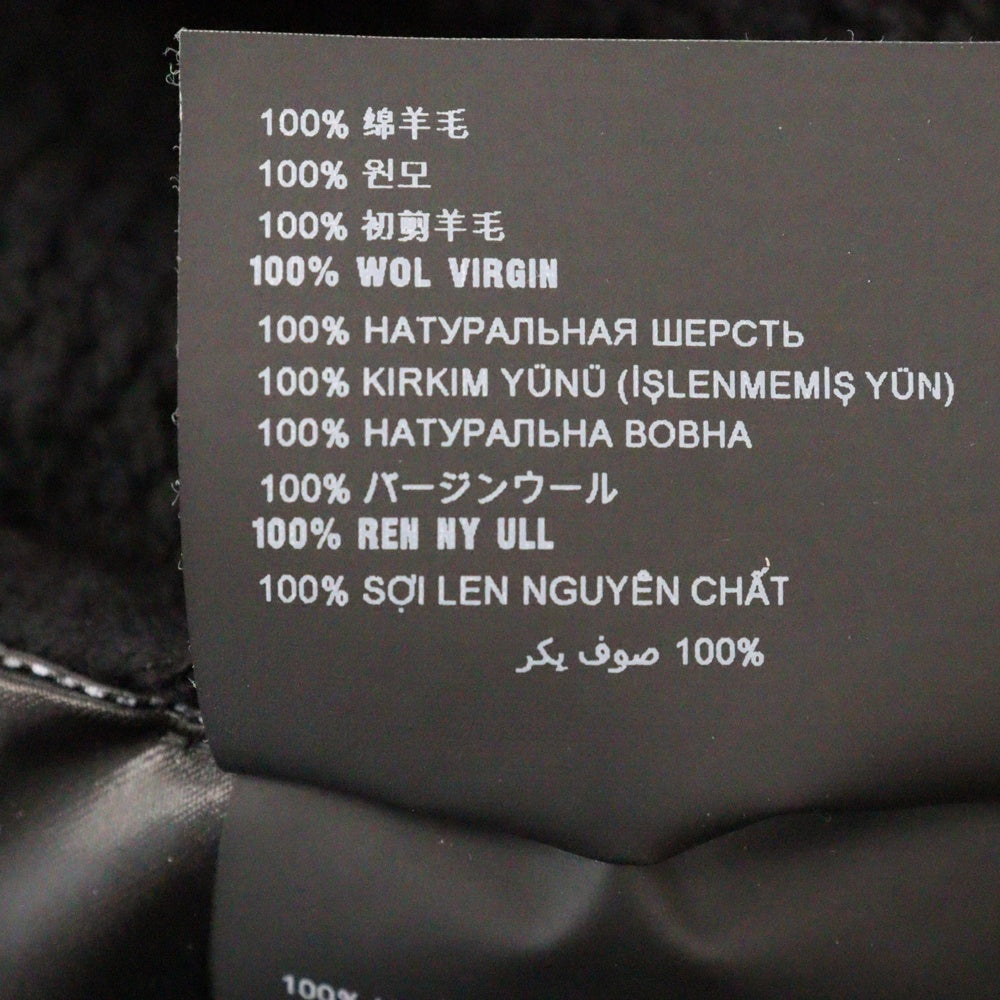 100% 绵羊毛
100% 원모
100% 初剪羊毛
100% WOL VIRGIN
100% НАТУРАЛЬНАЯ ШЕРСТЬ
100% KIRKIM YÜNÜ (İŞLENMEMİŞ YÜN)
100% НАТУРАЛЬНА ВОВНА
100% バージンウール
100% REN NY ULL
100% SỢI LEN NGUYÊN CHẤT
100% صوف يكر
100%